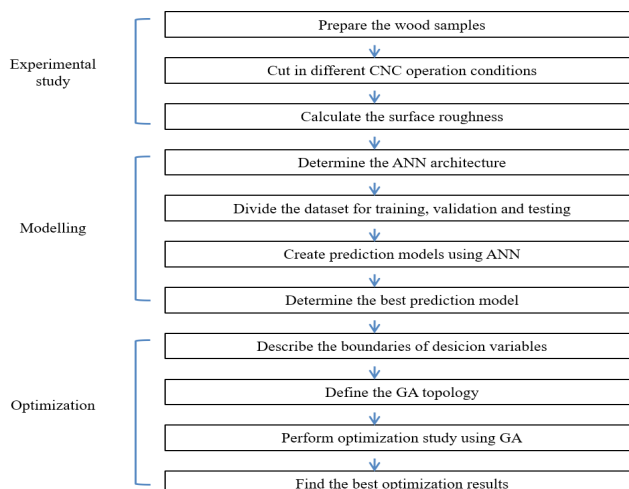 Prepare the wood samples
Experimental
study
Cut in different CNC operation conditions
Calculate the surface roughness
Determine the ANN architecture
Modelling
Divide the dataset for training, validation and testing
Create prediction models using ANN
Determine the best prediction model
Describe the boundaries of desicion variables
Optimization
Define the GA topology
Perform optimization study using GA
Find the best optimization results